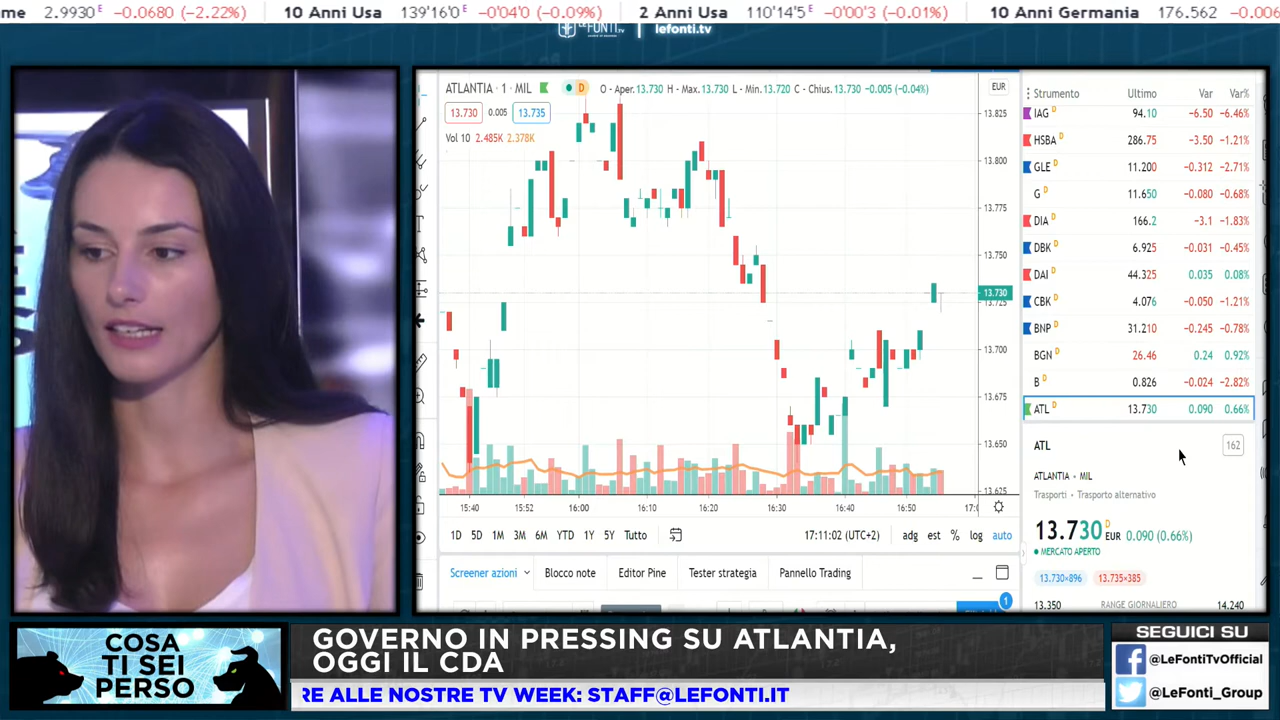 me 2.9930 E -0.0680 (-2.22%) 10 Anni Usa 139'16'0 E -0'04'0 (-0.09%) 2 Anni Usa 110'14'5 E -0'00'3 (-0.01%) 10 Anni Germania 176.562 -0.006
LE FONTI TV lefonti.tv
ATLANTIA · 1 · MIL D O - Aper. 13.730 H - Max. 13.730 L - Min. 13.720 C - Chius. 13.730 -0.005 (-0.04%) EUR
13.730 0.005 13.735
Vol 10 2.485K 2.378K
13.825
13.800
13.775
13.750
13.730
13.725
13.700
13.675
13.650
13.625
15:40 15:52 16:01 16:10 16:20 16:30 16:40 16:50 17:0
1D 5D 1M 3M 6M YTD 1Y 5Y Tutto 17:11:02 (UTC+2) adg est % log auto
Screener azioni Blocco note Editor Pine Tester strategia Pannello Trading
1
Strumento Ultimo Var Var%
IAG D 94.10 -6.50 -6.46%
HSBA D 286.75 -3.50 -1.21%
GLE D 11.200 -0.312 -2.71%
G D 11.650 -0.080 -0.68%
DIA D 166.2 -3.1 -1.83%
DBK D 6.925 -0.031 -0.45%
DAI D 44.325 0.035 0.08%
CBK D 4.076 -0.050 -1.21%
BNP D 31.210 -0.245 -0.78%
BGN D 26.46 0.24 0.92%
B D 0.826 -0.024 -2.82%
ATL D 13.730 0.090 0.66%
ATL 162
ATLANTIA · MIL
Trasporti · Trasporto alternativo
13.730 D EUR 0.090 (0.66%)
MERCATO APERTO
13.730×896 13.735×385
13.350 RANGE GIORNALIERO 14.240
COSA
TI SEI
PERSO
GOVERNO IN PRESSING SU ATLANTIA,
OGGI IL CDA
RE ALLE NOSTRE TV WEEK: STAFF@LEFONTI.IT
SEGUICI SU
@LeFontiTvOfficial
@LeFonti_Group